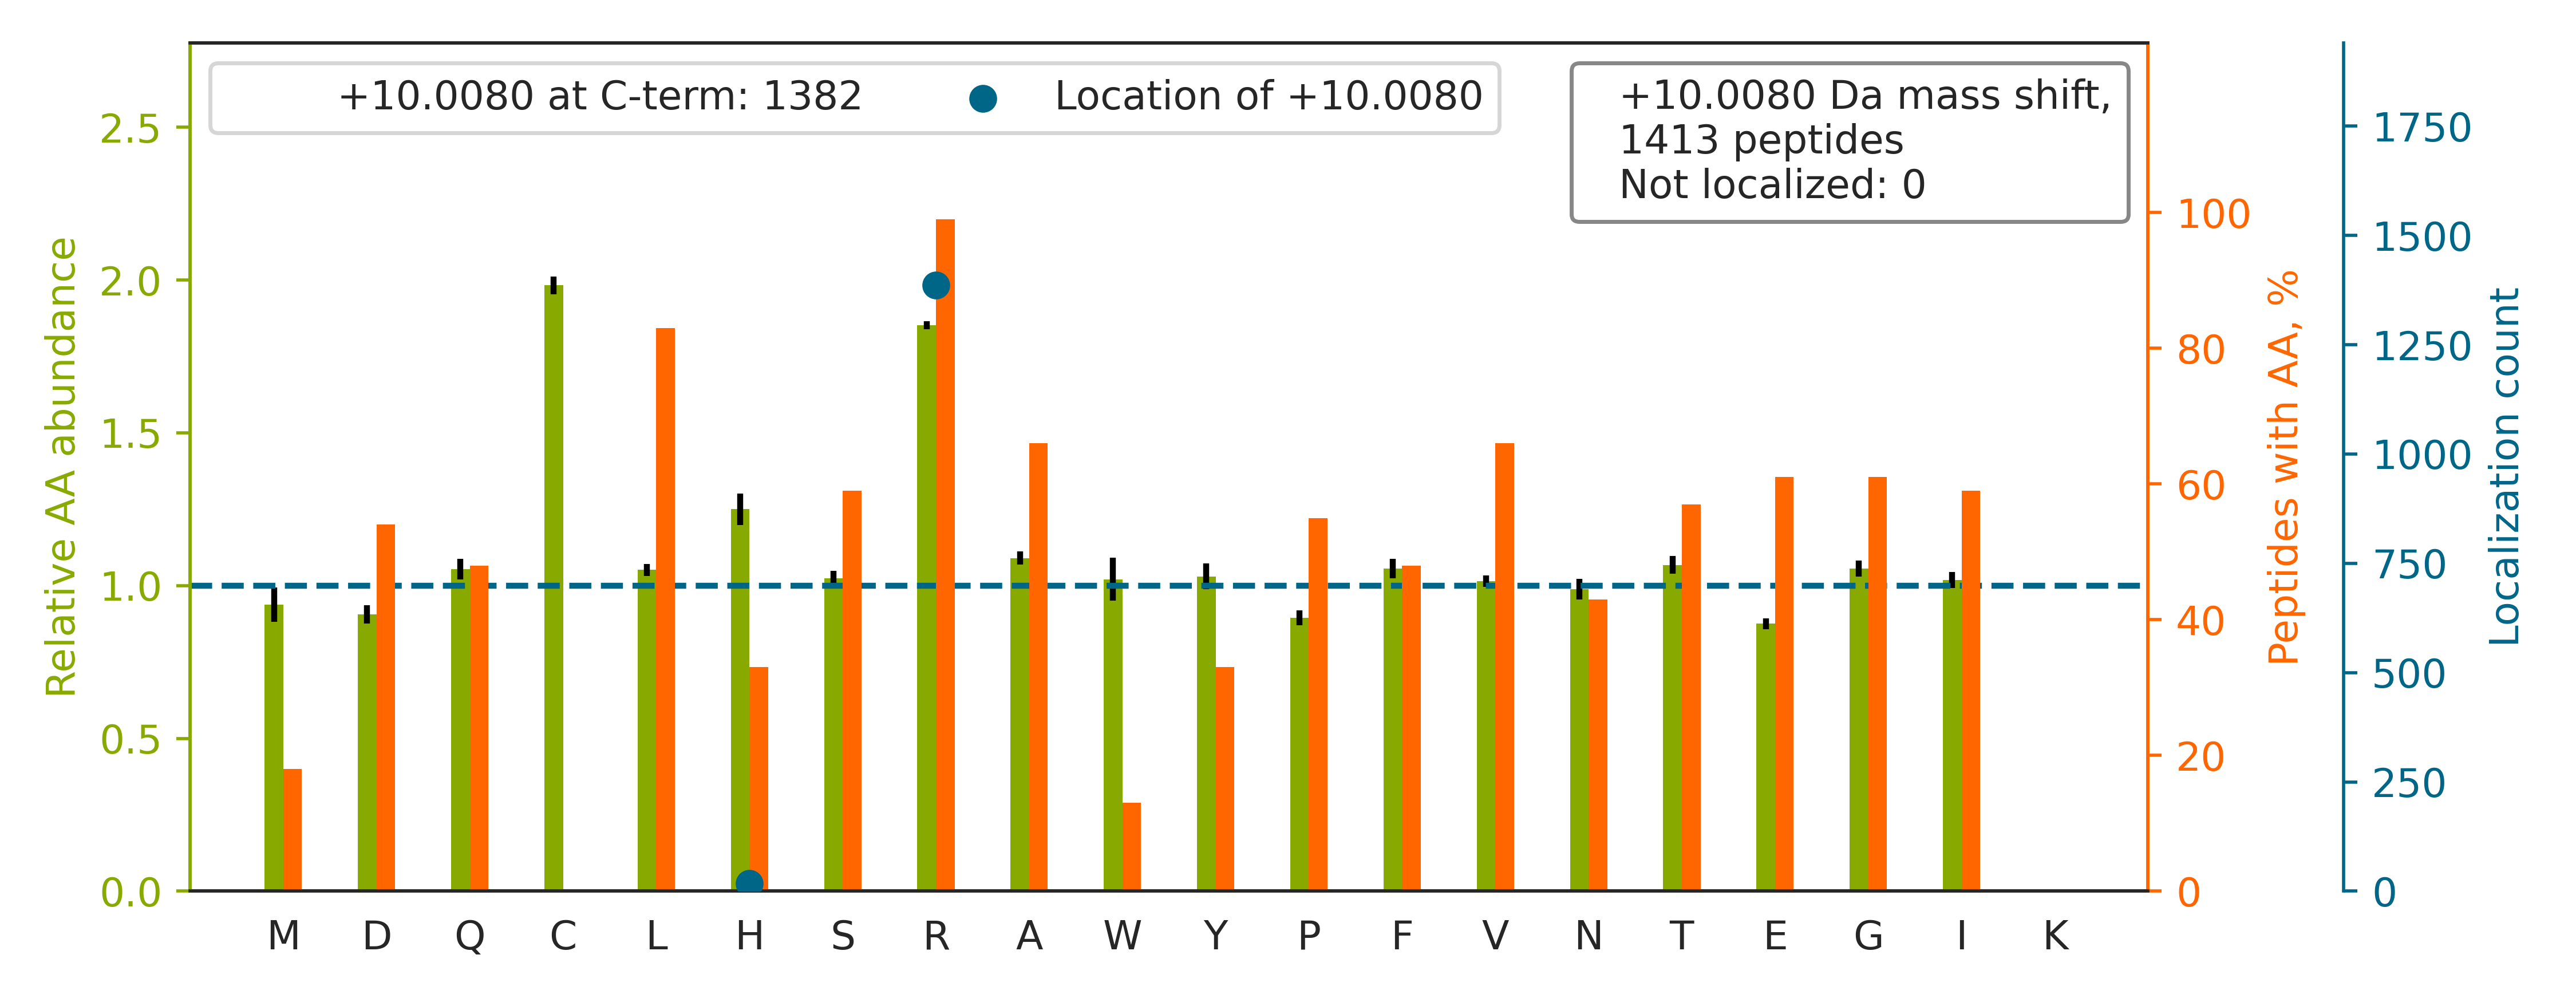 +10.0080 at C-term: 1382
Location of +10.0080
+10.0080 Da mass shift,
1413 peptides
Not localized: 0
Relative AA abundance
2.5
2.0
1.5
1.0
0.5
0.0
M D Q C L H S R A W Y P F V N T E G I K
100
80
60
40
20
0
Peptides with AA, %
1750
1500
1250
1000
750
500
250
0
Localization count